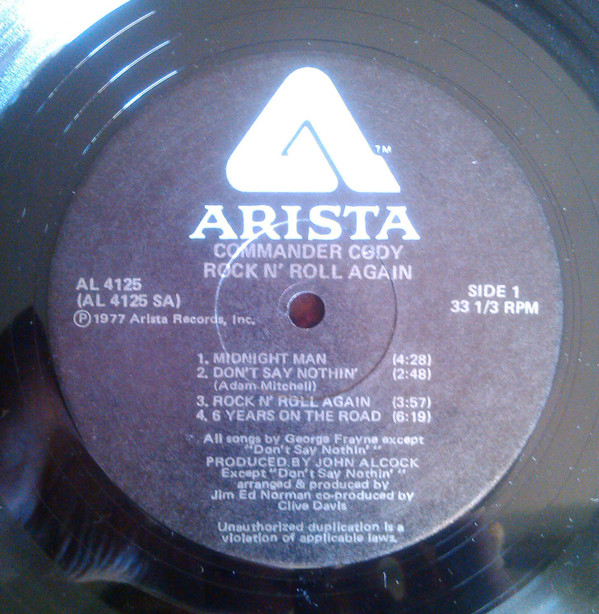 TM
ARISTA
COMMANDER CODY
ROCK N' ROLL AGAIN
AL 4125
(AL 4125 SA)
Ⓟ1977 Arista Records, Inc.
SIDE 1
33 1/3 RPM
1. MIDNIGHT MAN (4:28)
2. DON'T SAY NOTHIN' (2:48)
(Adam Mitchell)
3. ROCK N' ROLL AGAIN (3:57)
4. 6 YEARS ON THE ROAD (6:19)
All songs by George Frayne except
"Don't Say Nothin' "
PRODUCED BY JOHN ALCOCK
Except "Don't Say Nothin' "
arranged & produced by
Jim Ed Norman co-produced by
Clive Davis
Unauthorized duplication is a
violation of applicable laws.